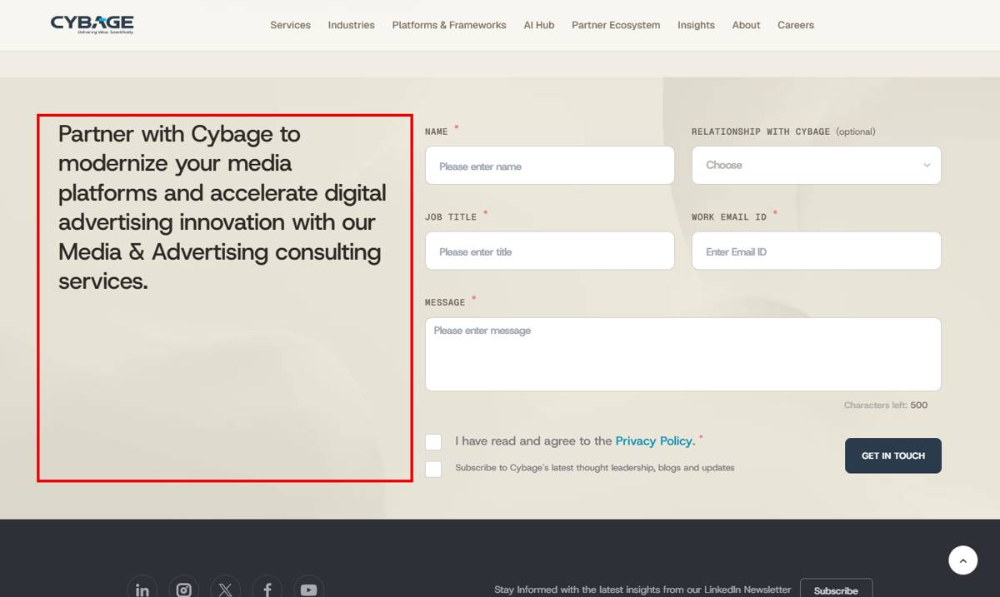 CYBAGE
Delivering Value. Scientifically.
Services Industries Platforms & Frameworks AI Hub Partner Ecosystem Insights About Careers
Partner with Cybage to
modernize your media
platforms and accelerate digital
advertising innovation with our
Media & Advertising consulting
services.
NAME *
Please enter name
RELATIONSHIP WITH CYBAGE (optional)
Choose
JOB TITLE *
Please enter title
WORK EMAIL ID *
Enter Email ID
MESSAGE *
Please enter message
Characters left: 500
I have read and agree to the Privacy Policy. *
Subscribe to Cybage's latest thought leadership, blogs and updates
GET IN TOUCH
Stay Informed with the latest insights from our LinkedIn Newsletter
Subscribe